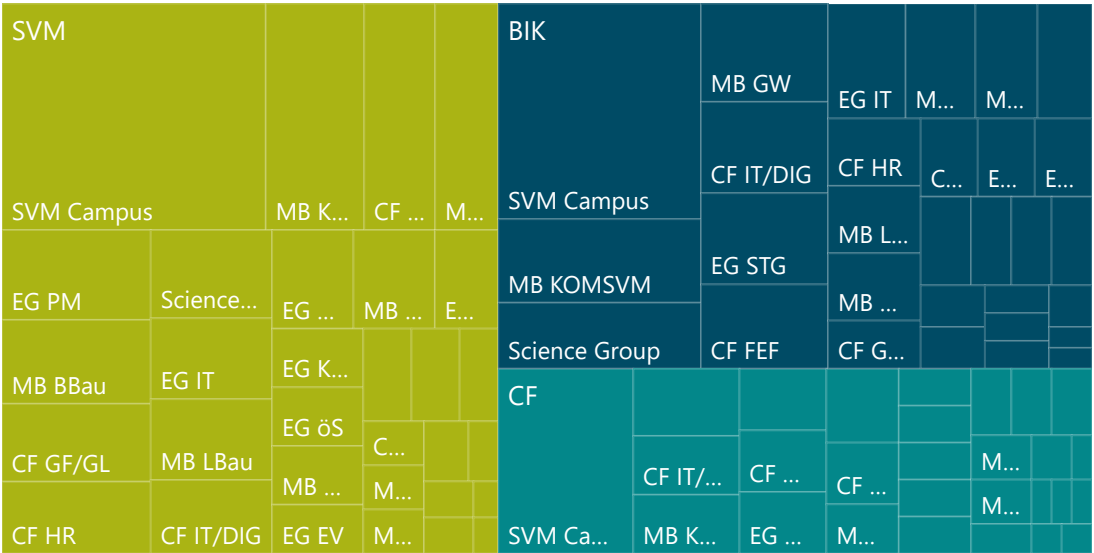 SVM
SVM Campus
MB K...
CF ...
M...
EG PM
Science...
EG ...
MB ...
E...
MB BBau
EG IT
EG K...
EG öS
CF GF/GL
MB LBau
MB ...
C...
M...
CF HR
CF IT/DIG
EG EV
M...
BIK
SVM Campus
MB KOMSVM
Science Group
MB GW
CF IT/DIG
EG STG
CF FEF
EG IT
M...
M...
CF HR
C...
E...
E...
MB L...
MB ...
CF G...
CF
SVM Ca...
CF IT/...
MB K...
CF ...
EG ...
CF ...
M...
M...
M...